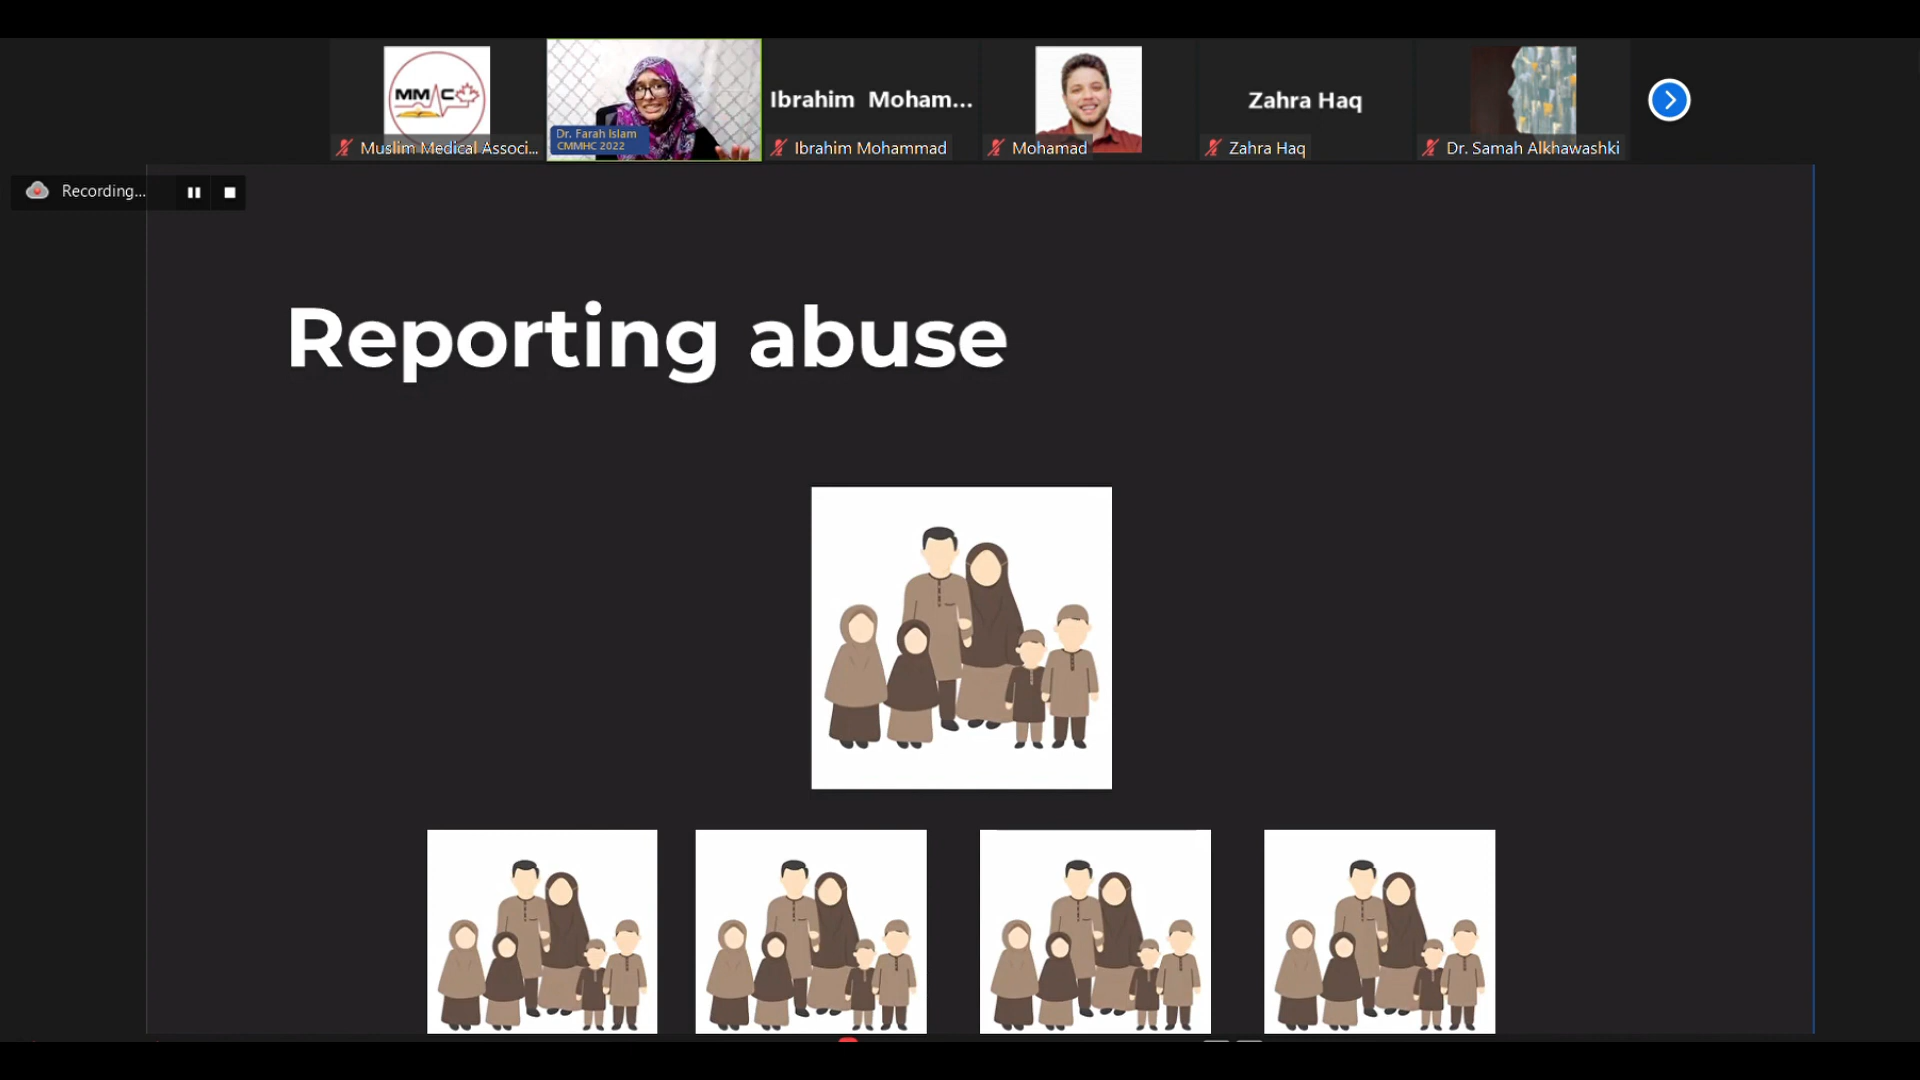 MMAC
Ibrahim Moham...
Zahra Haq
Dr. Farah Islam
CMMHC 2022
Muslim Medical Associ...
Ibrahim Mohammad
Mohamad
Zahra Haq
Dr. Samah Alkhawashki
Recording...
Reporting abuse